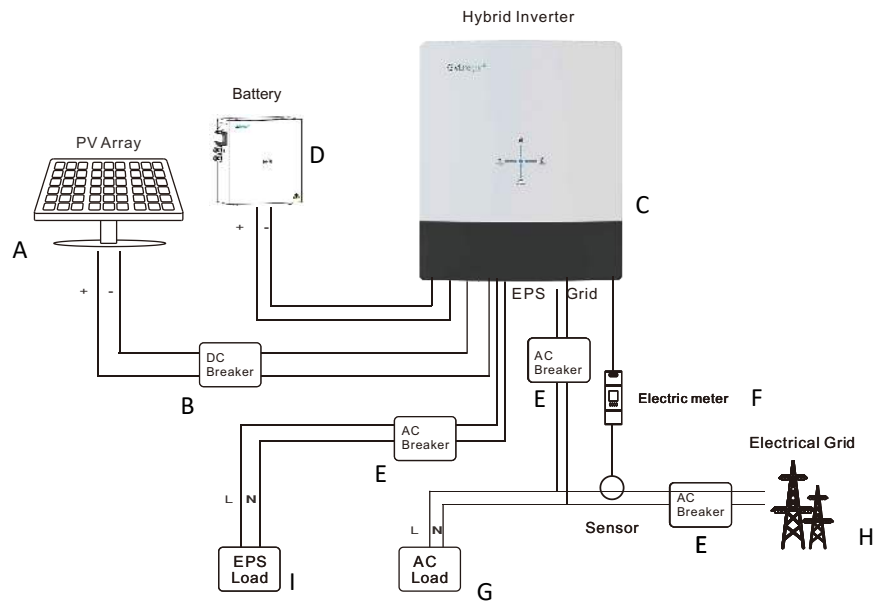 Hybrid Inverter
Battery
D
PV Array
A
C
+ -
+ -
EPS Grid
DC
Breaker
B
AC
Breaker
E
AC
Breaker
E
Electric meter F
Electrical Grid
L N
L N
Sensor
AC
Breaker
E
H
EPS
Load
I
AC
Load
G